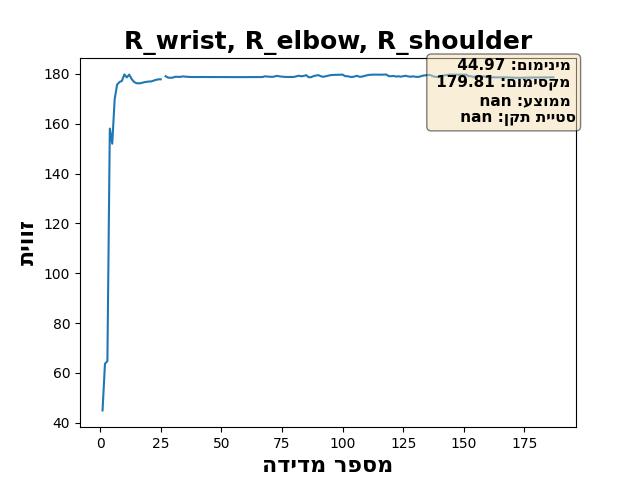 R_wrist, R_elbow, R_shoulder
מינימום: 44.97
מקסימום: 179.81
ממוצע: nan
סטיית תקן: nan
180
160
140
120
100
80
60
40
זווית
0 25 50 75 100 125 150 175
מספר מדידה